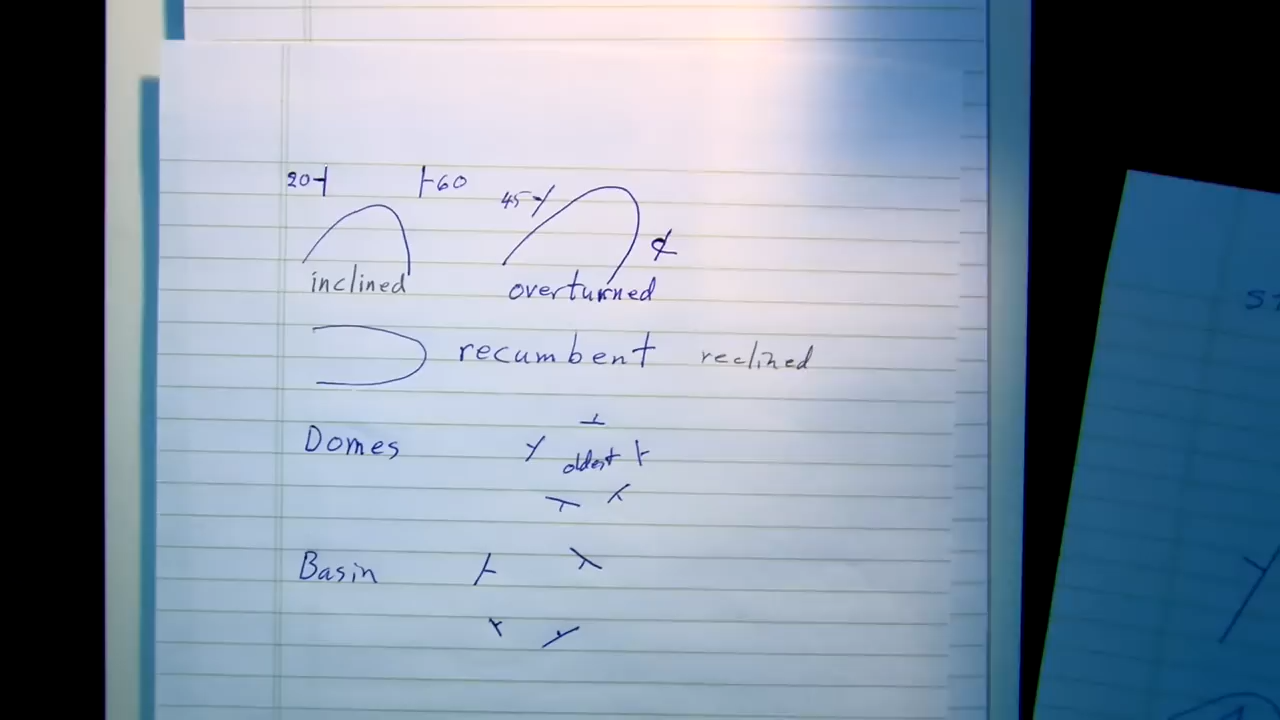 20 60
45
inclined
overturned
recumbent reclined
Domes
oldest
Basin